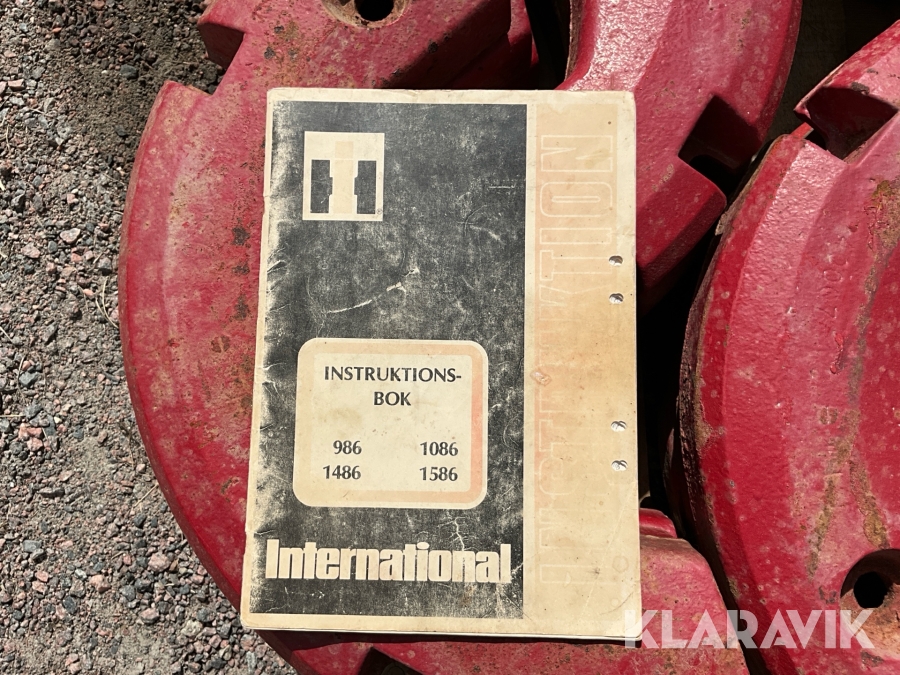 INSTRUKTIONS-
BOK
986 1086
1486 1586
International
INSTRUKTION
KLARAVIK